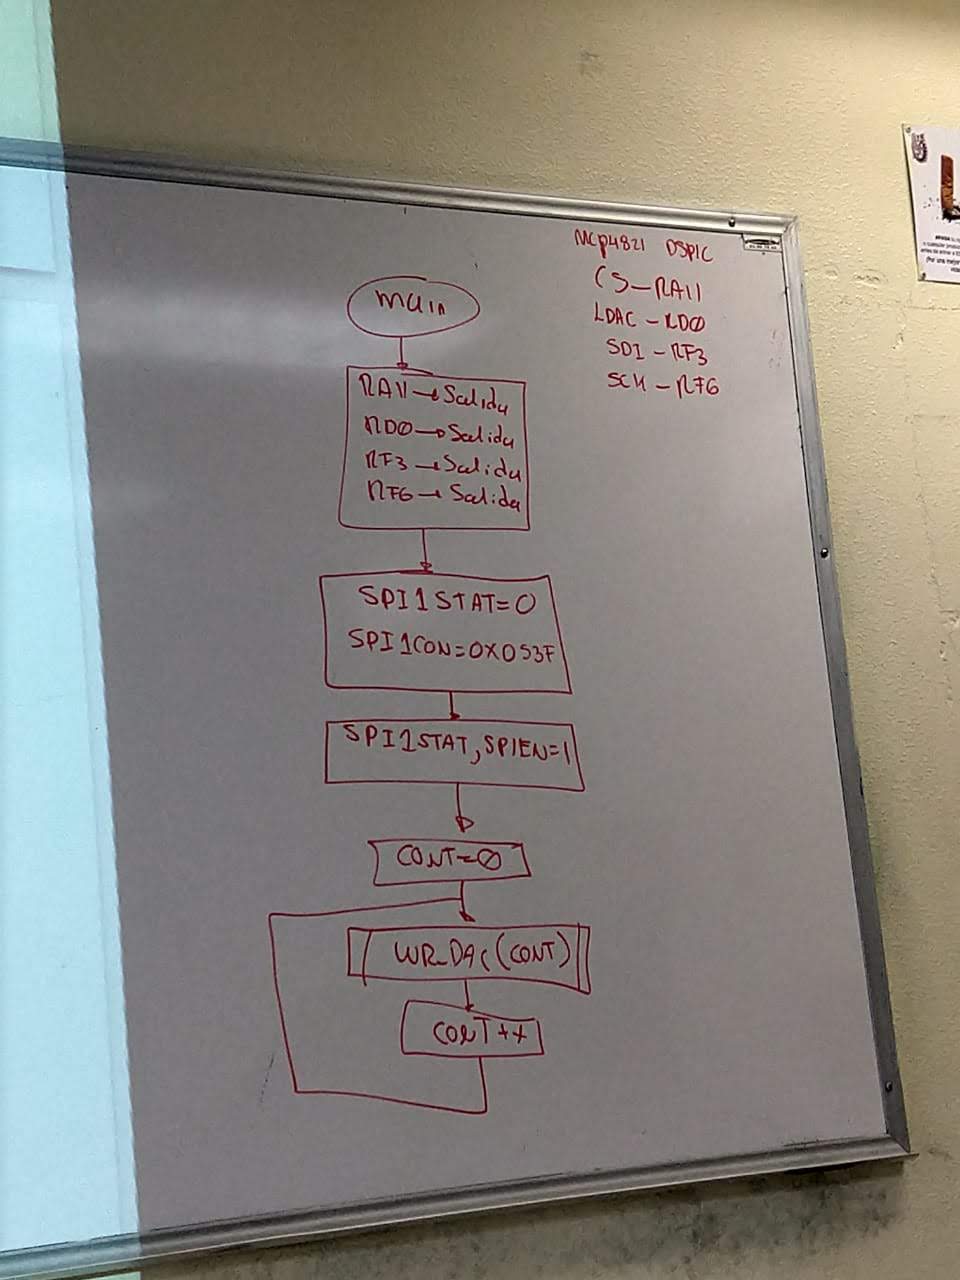 MCP4821 DSPIC
CS - RA11
LDAC - RD0
SDI - RF3
SCK - RF6
main
RA11 → Salida
RD0 → Salida
RF3 → Salida
RF6 → Salida
SPI1STAT=0
SPI1CON=0X053F
SPI1STAT,SPIEN=1
CONT=0
WR_DAC(CONT)
CONT++